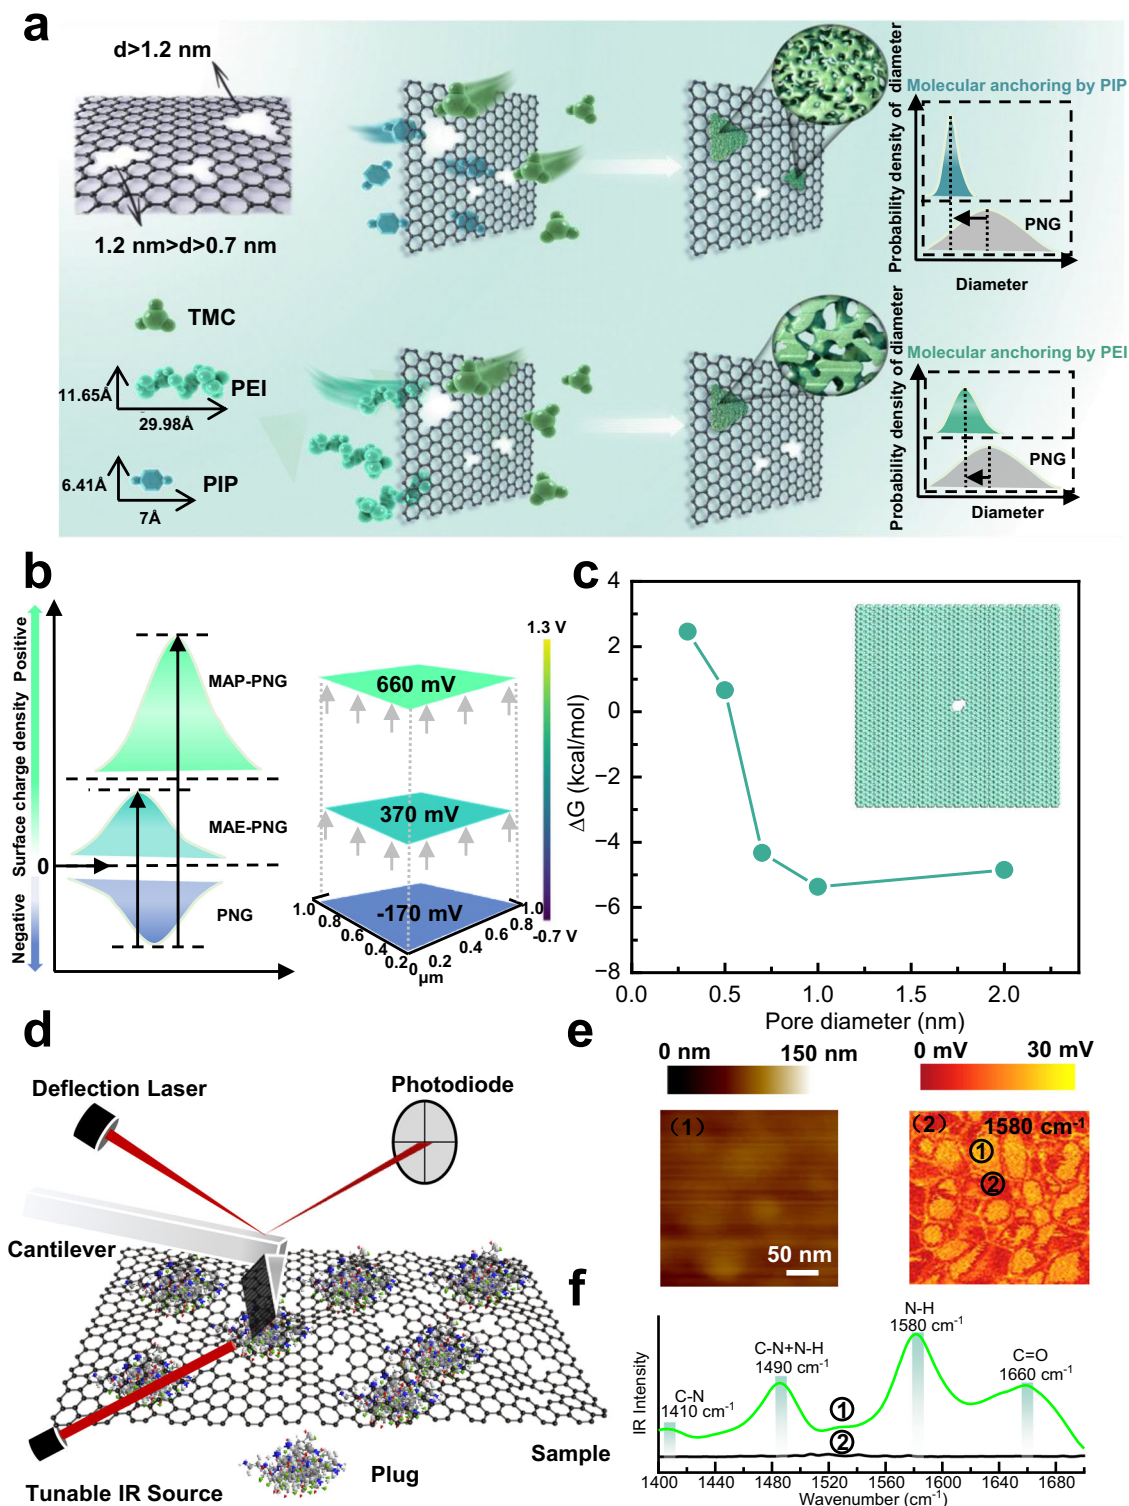 a
d>1.2 nm
1.2 nm>d>0.7 nm
TMC
11.65Å
PEI
29.98Å
6.41Å
PIP
7Å
Probability density of diameter
Molecular anchoring by PIP
PNG
Diameter
Probability density of diameter
Molecular anchoring by PEI
PNG
Diameter
b
Surface charge density
Positive
Negative
0
MAP-PNG
MAE-PNG
PNG
1.3 V
660 mV
370 mV
-170 mV
-0.7 V
1.0
0.8
0.6
0.4
0.2
0
0.2
0.4
0.6
0.8
1.0
µm
c
ΔG (kcal/mol)
4
2
0
−2
−4
−6
−8
0.0
0.5
1.0
1.5
2.0
Pore diameter (nm)
d
Deflection Laser
Photodiode
Cantilever
Sample
Plug
Tunable IR Source
e
0 nm
150 nm
0 mV
30 mV
(1)
50 nm
(2)
1580 cm⁻¹
①
②
f
IR Intensity
C-N
1410 cm⁻¹
C-N+N-H
1490 cm⁻¹
N-H
1580 cm⁻¹
C=O
1660 cm⁻¹
①
②
1400
1440
1480
1520
1560
1600
1640
1680
Wavenumber (cm⁻¹)